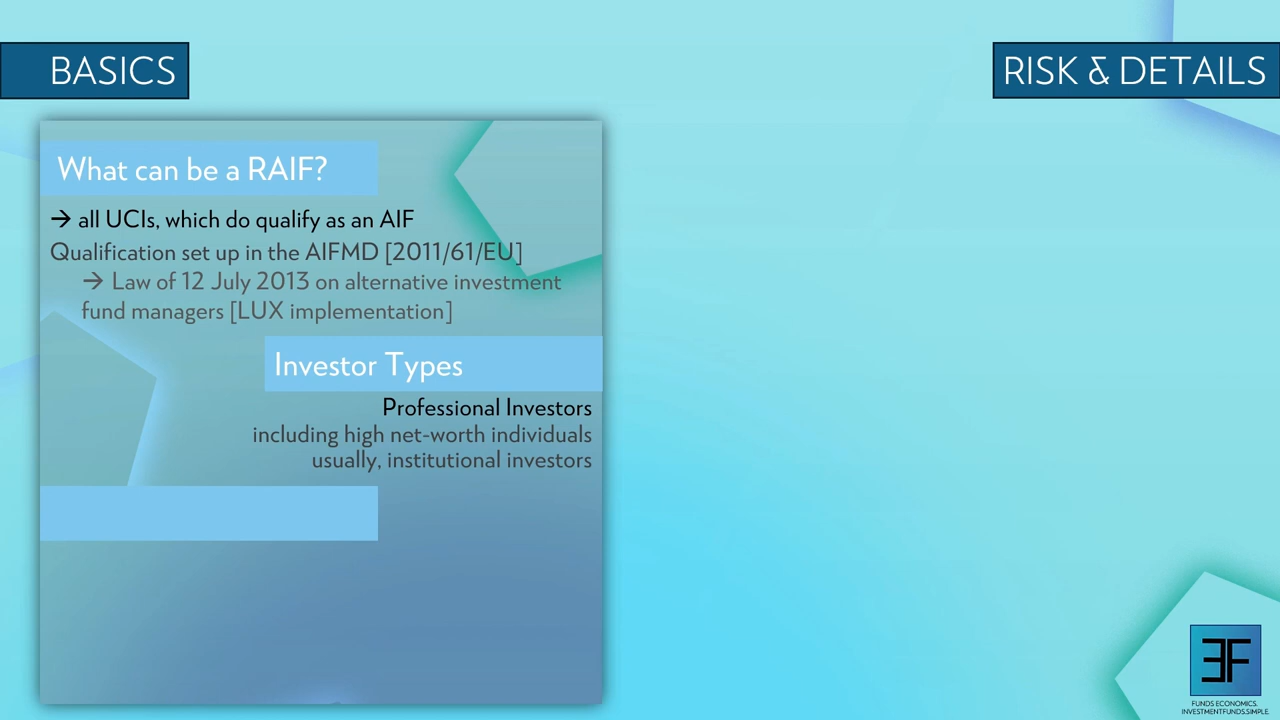 BASICS
RISK & DETAILS
What can be a RAIF?
→ all UCIs, which do qualify as an AIF
Qualification set up in the AIFMD [2011/61/EU]
→ Law of 12 July 2013 on alternative investment
fund managers [LUX implementation]
Investor Types
Professional Investors
including high net-worth individuals
usually, institutional investors
ƎF
FUNDS.ECONOMICS.
INVESTMENTFUNDS.SIMPLE.